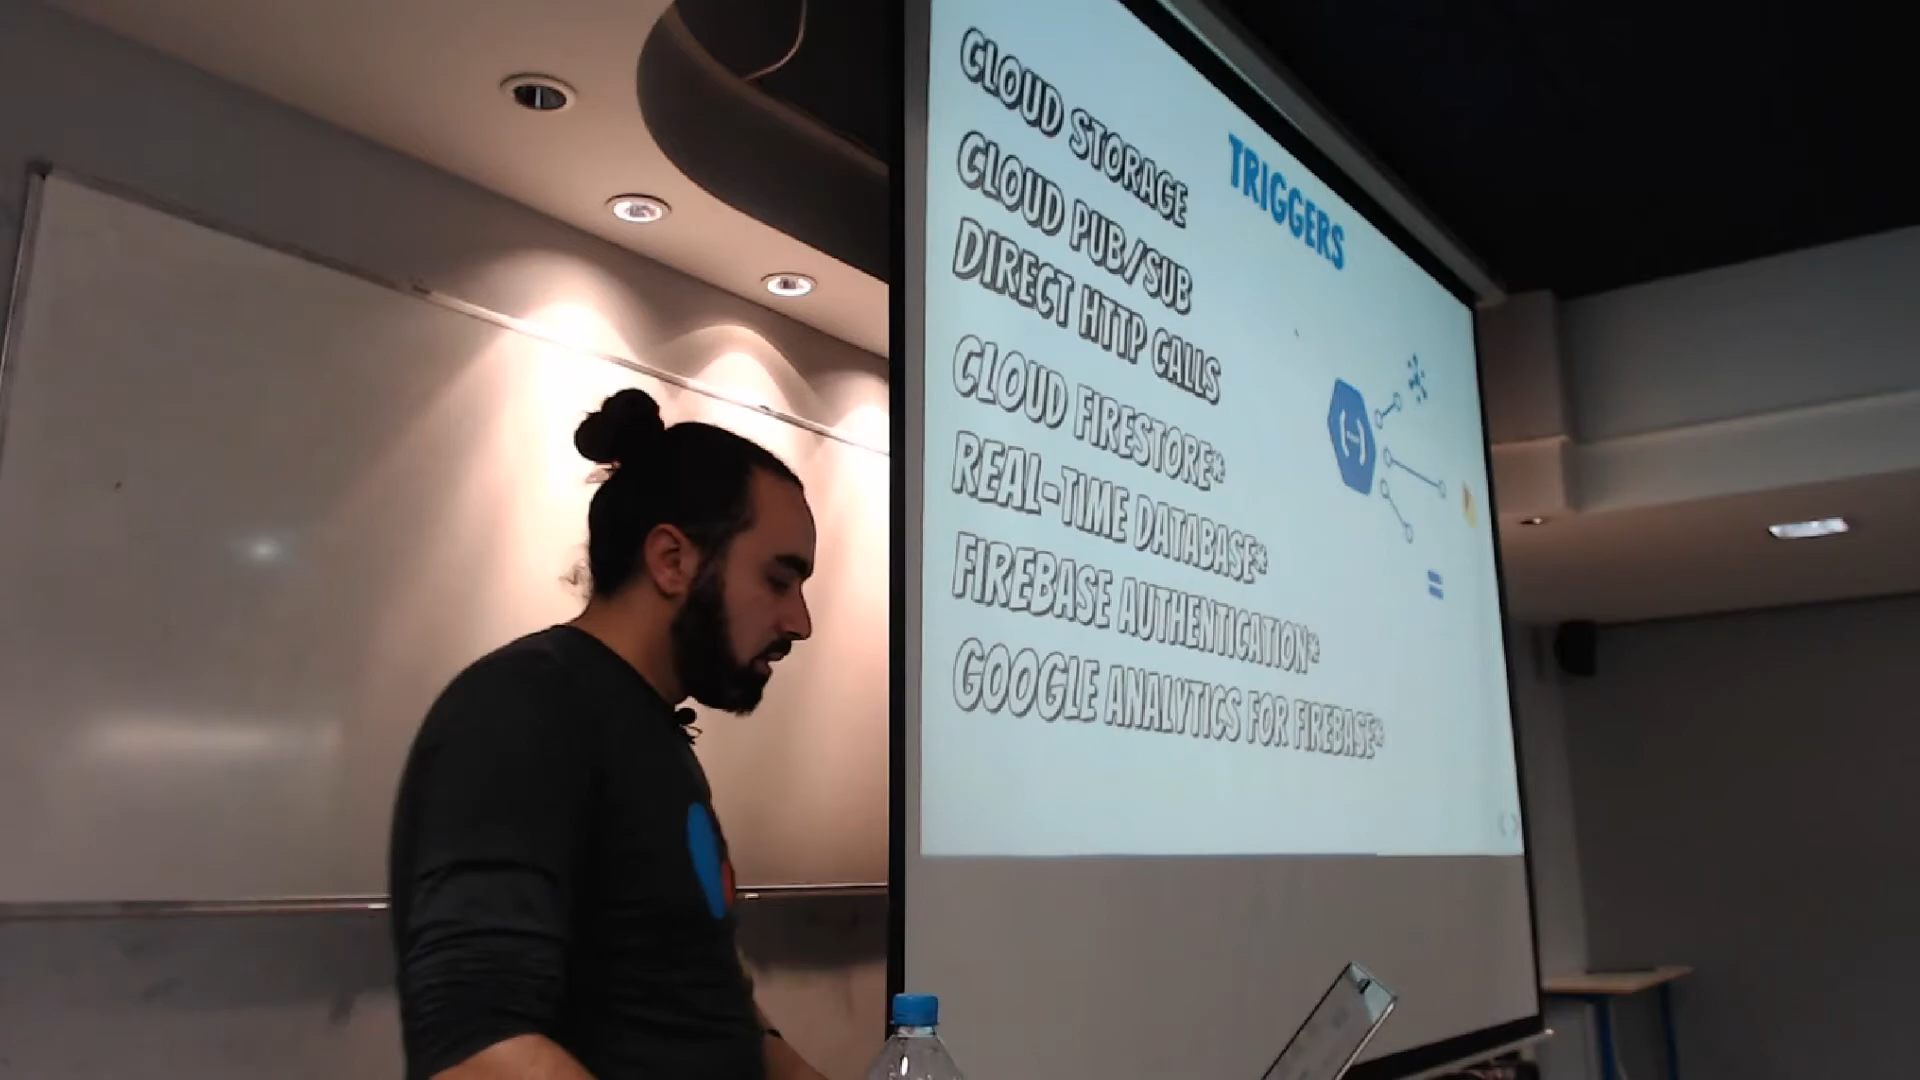 TRIGGERS
CLOUD STORAGE
CLOUD PUB/SUB
DIRECT HTTP CALLS
CLOUD FIRESTORE*
REAL-TIME DATABASE*
FIREBASE AUTHENTICATION*
GOOGLE ANALYTICS FOR FIREBASE*